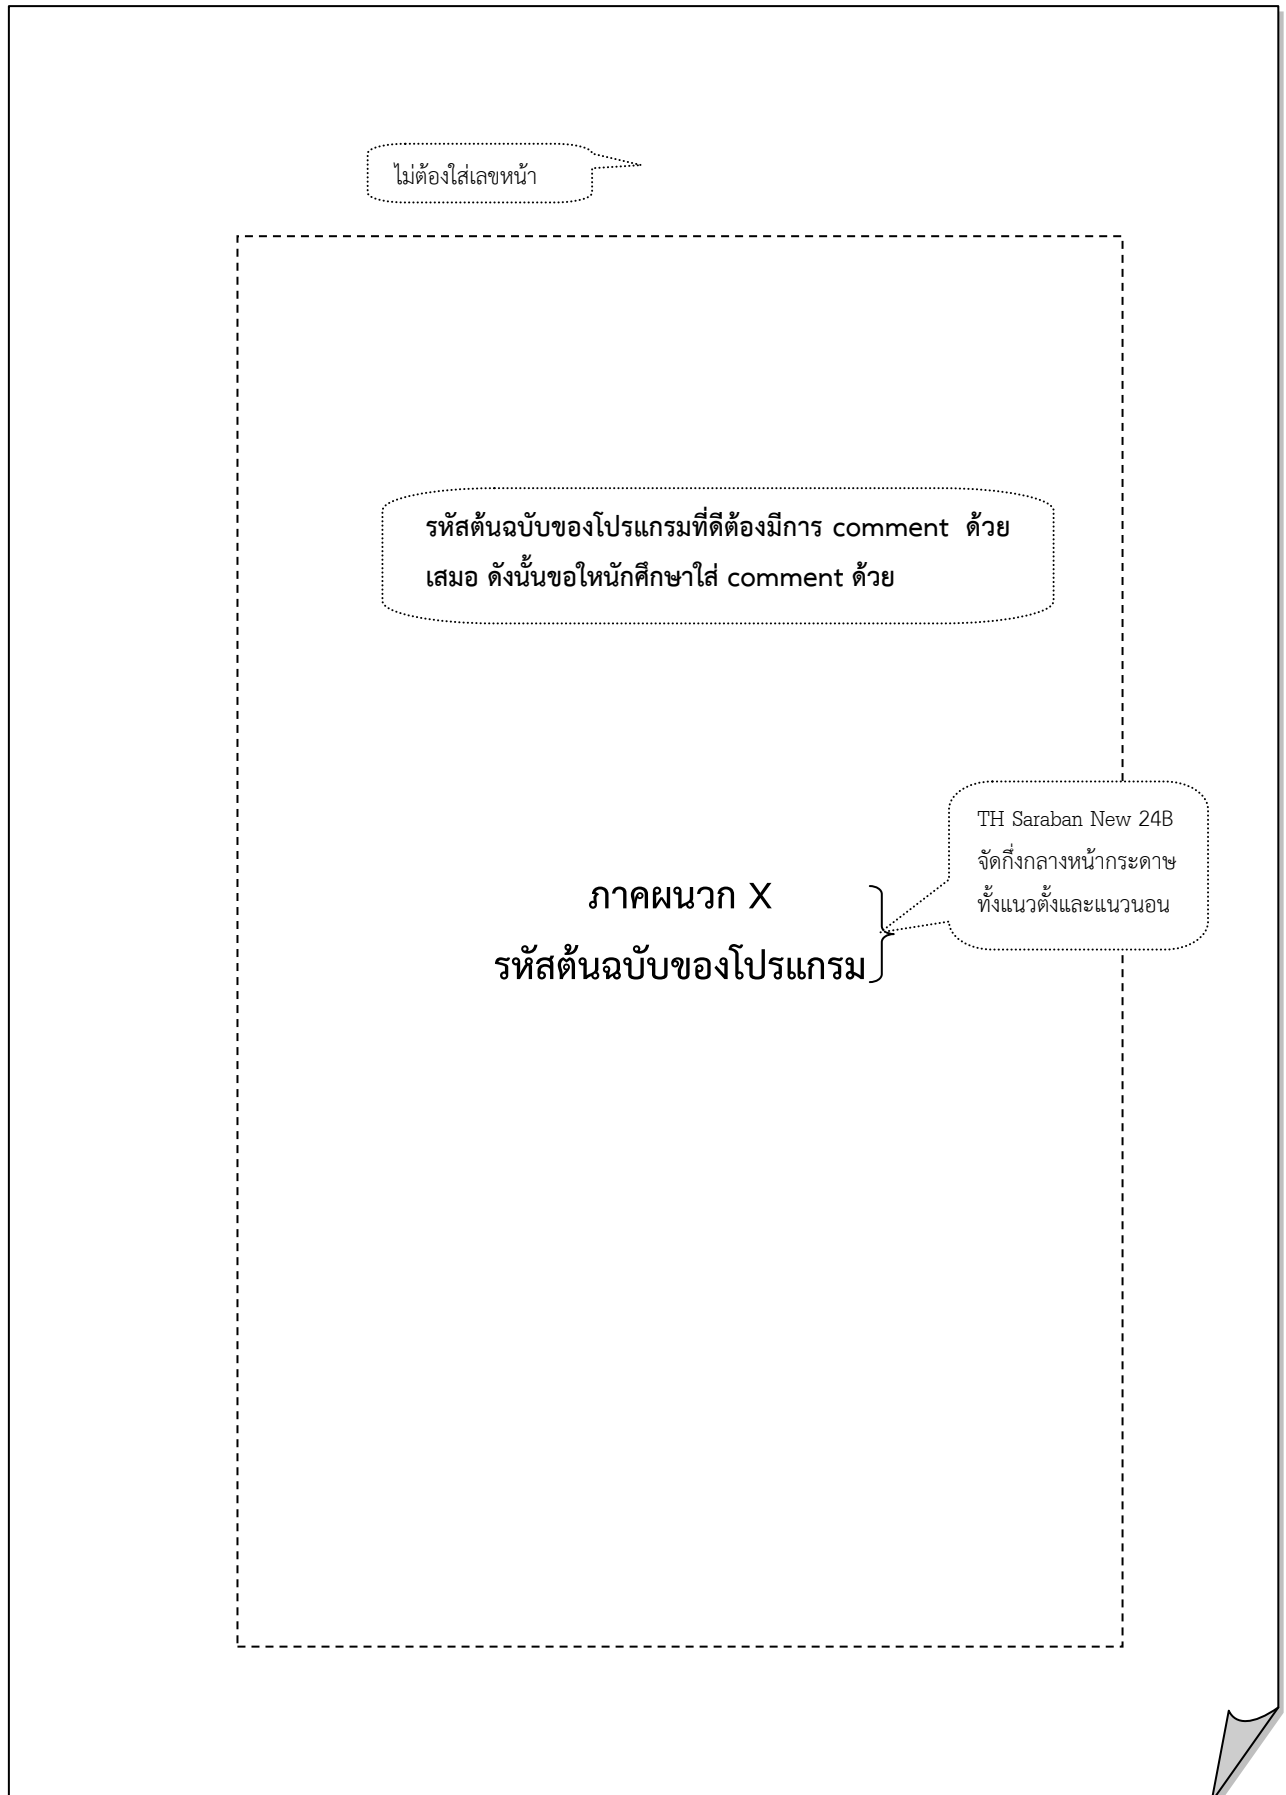 ไม่ต้องใส่เลขหน้า
รหัสต้นฉบับของโปรแกรมที่ดีต้องมีการ comment ด้วย
เสมอ ดังนั้นขอใหนักศึกษาใส่ comment ด้วย
TH Saraban New 24B
จัดกึ่งกลางหน้ากระดาษ
ทั้งแนวตั้งและแนวนอน
ภาคผนวก X
รหัสต้นฉบับของโปรแกรม